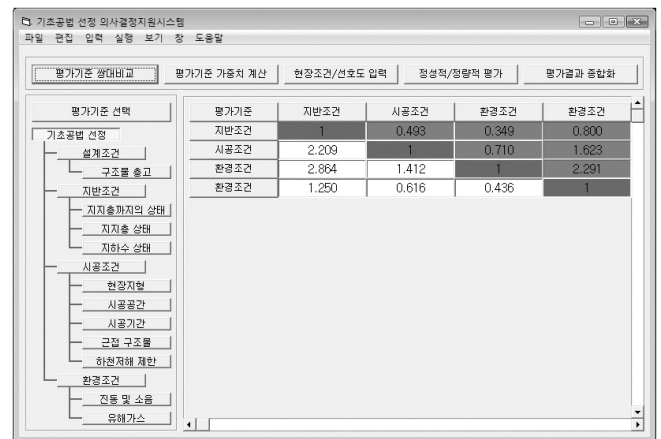 기초공법 선정 의사결정지원시스템
파일 편집 입력 실행 보기 창 도움말
평가기준 쌍대비교 평가기준 가중치 계산 현장조건/선호도 입력 정성적/정량적 평가 평가결과 종합화
평가기준 선택
기초공법 선정
설계조건
구조물 층고
지반조건
지지층까지의 상태
지지층 상태
지하수 상태
시공조건
현장지형
시공공간
시공기간
근접 구조물
하천저해 제한
환경조건
진동 및 소음
유해가스
평가기준 지반조건 시공조건 환경조건 환경조건
지반조건 1 0.493 0.349 0.800
시공조건 2.209 1 0.710 1.623
환경조건 2.864 1.412 1 2.291
환경조건 1.250 0.616 0.436 1